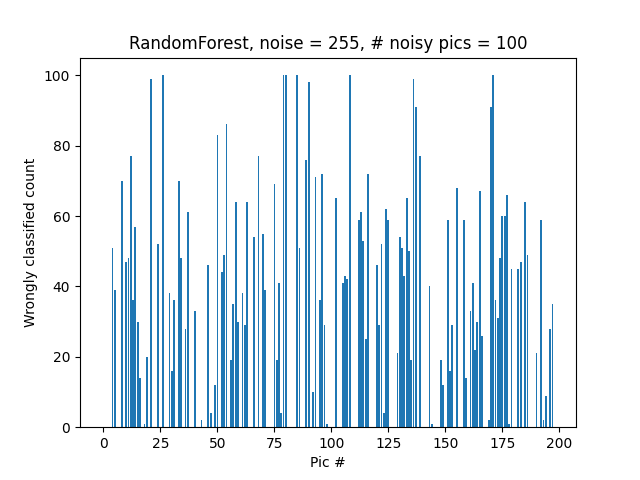 RandomForest, noise = 255, # noisy pics = 100
100
80
60
40
20
0
Wrongly classified count
0 25 50 75 100 125 150 175 200
Pic #